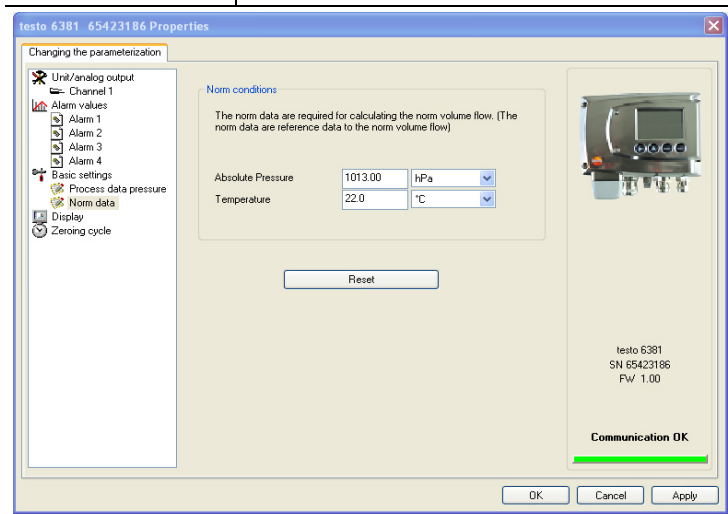 testo 6381 65423186 Properties
Changing the parameterization
Unit/analog output
Channel 1
Alarm values
Alarm 1
Alarm 2
Alarm 3
Alarm 4
Basic settings
Process data pressure
Norm data
Display
Zeroing cycle
Norm conditions
The norm data are required for calculating the norm volume flow. (The
norm data are reference data to the norm volume flow)
Absolute Pressure 1013.00 hPa
Temperature 22.0 °C
Reset
testo 6381
SN 65423186
FW 1.00
Communication OK
OK Cancel Apply